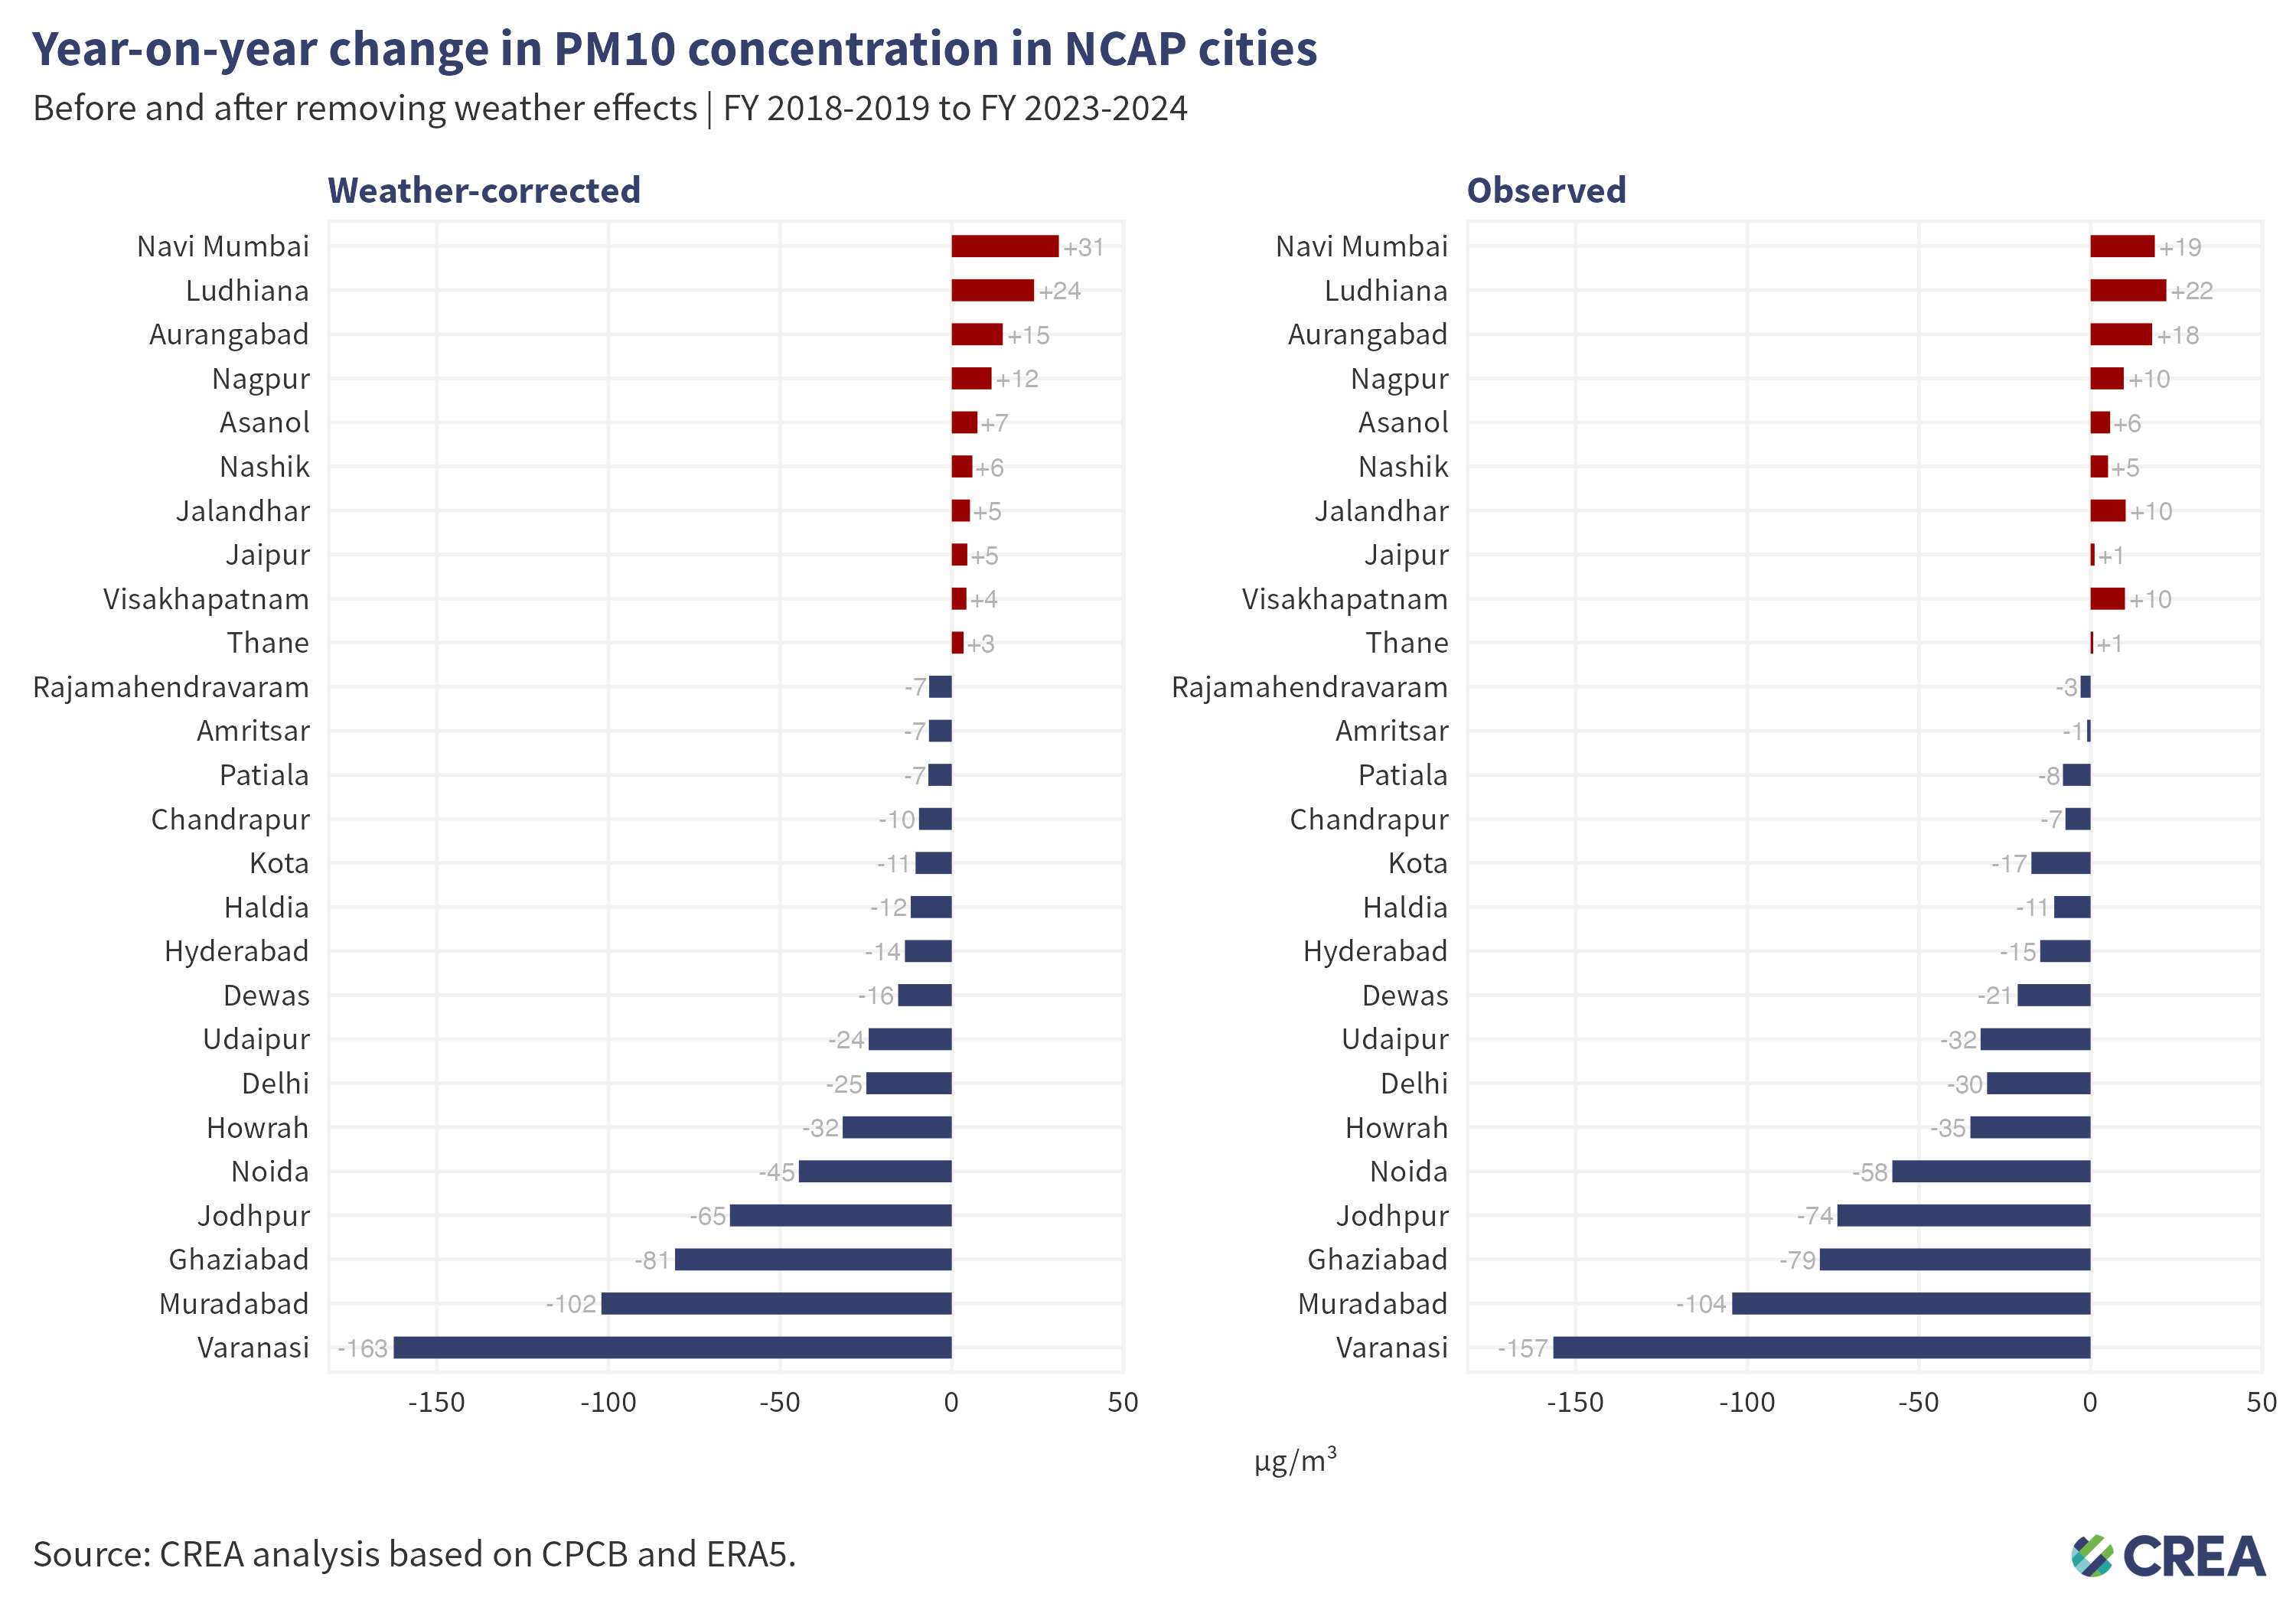 Year-on-year change in PM10 concentration in NCAP cities
Before and after removing weather effects | FY 2018-2019 to FY 2023-2024
Weather-corrected
Navi Mumbai +31
Ludhiana +24
Aurangabad +15
Nagpur +12
Asanol +7
Nashik +6
Jalandhar +5
Jaipur +5
Visakhapatnam +4
Thane +3
Rajamahendravaram -7
Amritsar -7
Patiala -7
Chandrapur -10
Kota -11
Haldia -12
Hyderabad -14
Dewas -16
Udaipur -24
Delhi -25
Howrah -32
Noida -45
Jodhpur -65
Ghaziabad -81
Muradabad -102
Varanasi -163
-150 -100 -50 0 50
Observed
Navi Mumbai +19
Ludhiana +22
Aurangabad +18
Nagpur +10
Asanol +6
Nashik +5
Jalandhar +10
Jaipur +1
Visakhapatnam +10
Thane +1
Rajamahendravaram -3
Amritsar -1
Patiala -8
Chandrapur -7
Kota -17
Haldia -11
Hyderabad -15
Dewas -21
Udaipur -32
Delhi -30
Howrah -35
Noida -58
Jodhpur -74
Ghaziabad -79
Muradabad -104
Varanasi -157
-150 -100 -50 0 50
µg/m³
Source: CREA analysis based on CPCB and ERA5.
CREA